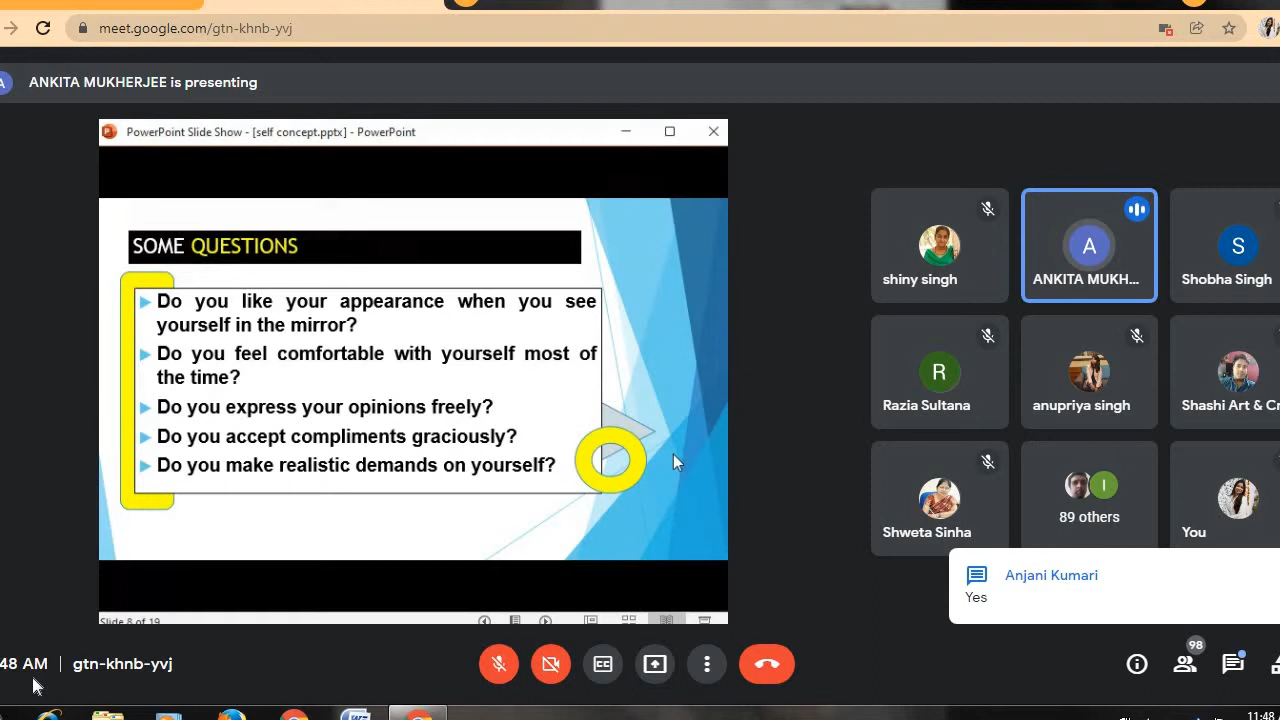 meet.google.com/gtn-khnb-yvj
A
ANKITA MUKHERJEE is presenting
PowerPoint Slide Show - [self concept.pptx] - PowerPoint
SOME QUESTIONS
Do you like your appearance when you see
yourself in the mirror?
Do you feel comfortable with yourself most of
the time?
Do you express your opinions freely?
Do you accept compliments graciously?
Do you make realistic demands on yourself?
Slide 8 of 19
shiny singh
A
ANKITA MUKH...
S
Shobha Singh
R
Razia Sultana
anupriya singh
Shashi Art & Cr
Shweta Sinha
I
89 others
You
Anjani Kumari
Yes
48 AM
gtn-khnb-yvj
98
11:48